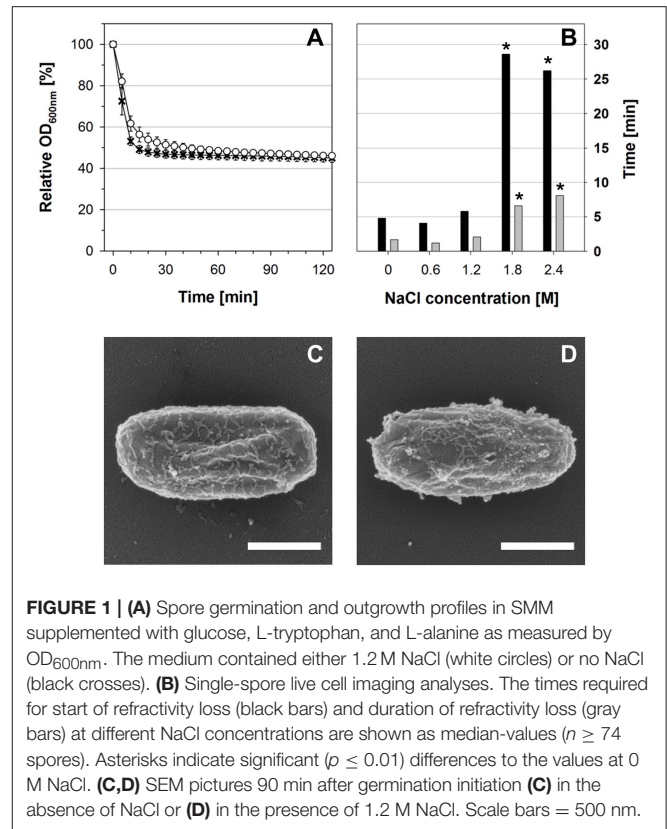 A
Relative OD600nm [%]
100
80
60
40
20
0
0 30 60 90 120
Time [min]
B
30
25
20
15
10
5
0
Time [min]
* * * *
0 0.6 1.2 1.8 2.4
NaCl concentration [M]
C
D
FIGURE 1 | (A) Spore germination and outgrowth profiles in SMM
supplemented with glucose, L-tryptophan, and L-alanine as measured by
OD600nm. The medium contained either 1.2 M NaCl (white circles) or no NaCl
(black crosses). (B) Single-spore live cell imaging analyses. The times required
for start of refractivity loss (black bars) and duration of refractivity loss (gray
bars) at different NaCl concentrations are shown as median-values (n ≥ 74
spores). Asterisks indicate significant (p ≤ 0.01) differences to the values at 0
M NaCl. (C,D) SEM pictures 90 min after germination initiation (C) in the
absence of NaCl or (D) in the presence of 1.2 M NaCl. Scale bars = 500 nm.